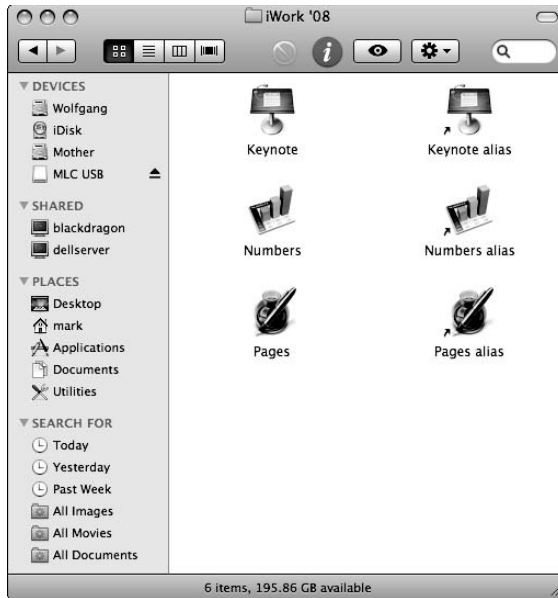 iWork '08
DEVICES
Wolfgang
iDisk
Mother
MLC USB
SHARED
blackdragon
dellserver
PLACES
Desktop
mark
Applications
Documents
Utilities
SEARCH FOR
Today
Yesterday
Past Week
All Images
All Movies
All Documents
Keynote Keynote alias
Numbers Numbers alias
Pages Pages alias
6 items, 195.86 GB available